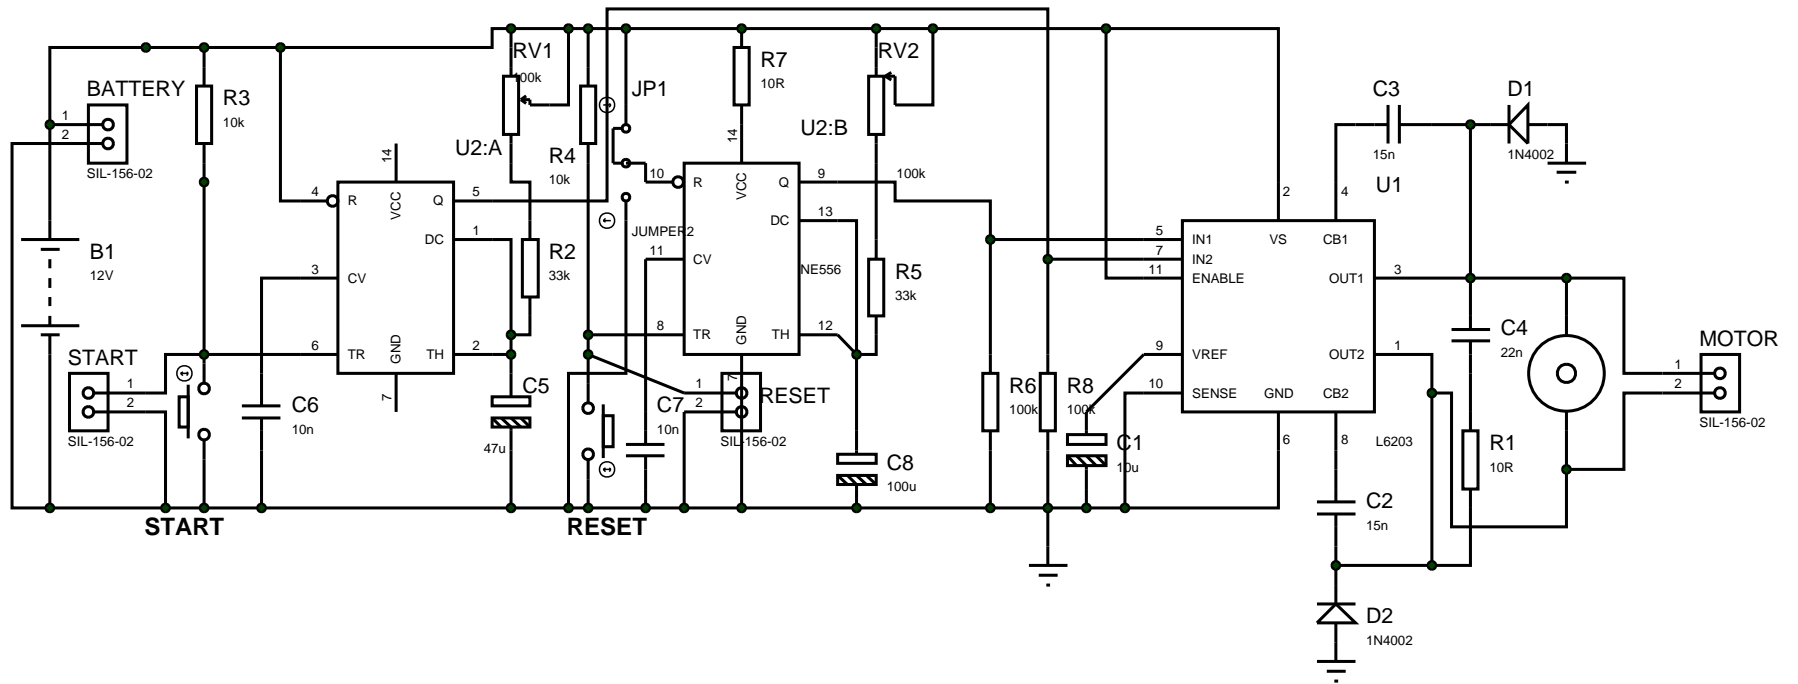 BATTERY
1
2
SIL-156-02
R3
10k
B1
12V
START
1
2
SIL-156-02
START
C6
10n
U2:A
14
4
R
VCC
Q
5
DC
1
3
CV
6
TR
GND
TH
2
7
RV1
100k
R2
33k
C5
47u
R4
10k
JP1
JUMPER2
RESET
C7
10n
R7
10R
14
U2:B
10
R
VCC
Q
9
DC
13
11
CV
NE556
8
TR
GND
TH
12
7
1
2
RESET
SIL-156-02
RV2
100k
R5
33k
C8
100u
R6
100k
R8
100k
C1
10u
U1
2
4
5
IN1
VS
CB1
7
IN2
11
ENABLE
OUT1
3
9
VREF
OUT2
1
10
SENSE
GND
CB2
6
8
L6203
C3
15n
D1
1N4002
C4
22n
R1
10R
C2
15n
D2
1N4002
MOTOR
1
2
SIL-156-02